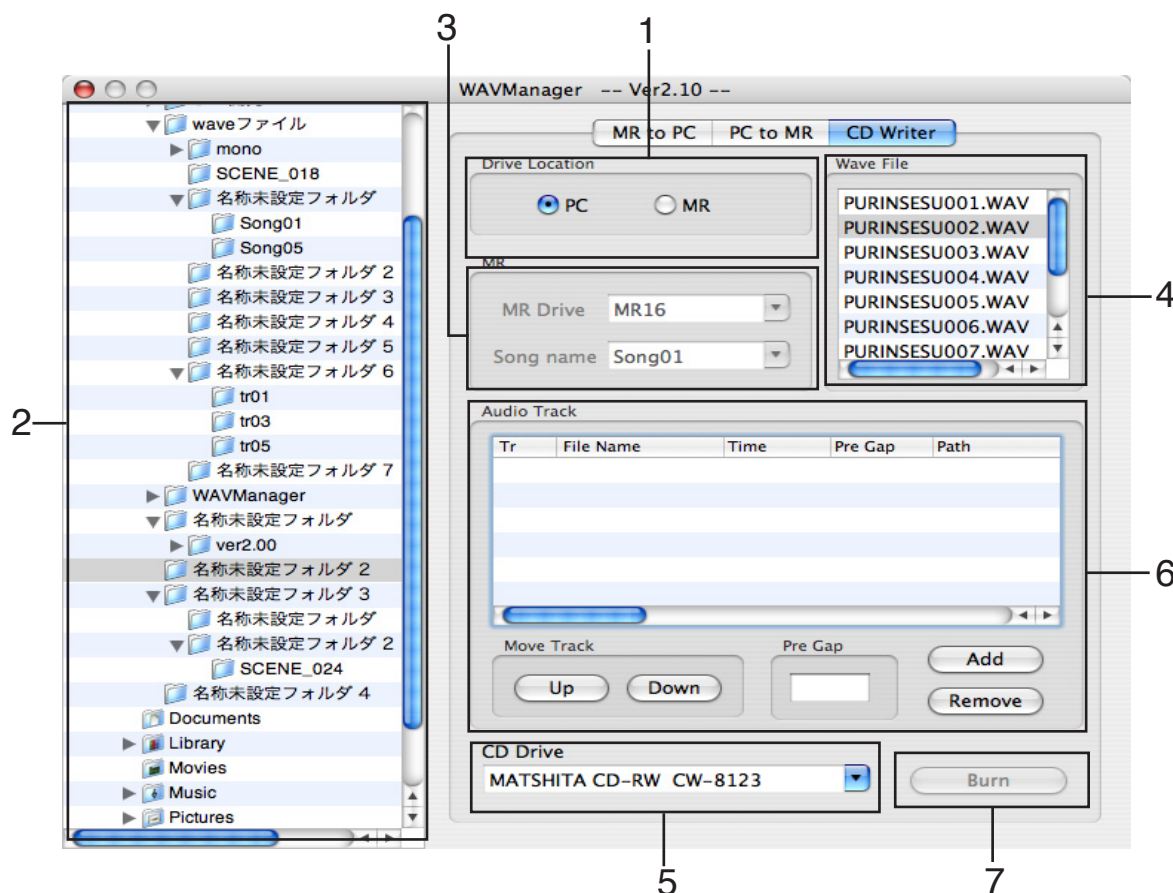 3
1
WAVManager -- Ver2.10 --
waveファイル
mono
SCENE_018
名称未設定フォルダ
Song01
Song05
名称未設定フォルダ 2
名称未設定フォルダ 3
名称未設定フォルダ 4
名称未設定フォルダ 5
名称未設定フォルダ 6
tr01
tr03
tr05
名称未設定フォルダ 7
WAVManager
名称未設定フォルダ
ver2.00
名称未設定フォルダ 2
名称未設定フォルダ 3
名称未設定フォルダ
名称未設定フォルダ 2
SCENE_024
名称未設定フォルダ 4
Documents
Library
Movies
Music
Pictures
2
MR to PC PC to MR CD Writer
Drive Location
PC MR
MR
MR Drive MR16
Song name Song01
Wave File
PURINSESU001.WAV
PURINSESU002.WAV
PURINSESU003.WAV
PURINSESU004.WAV
PURINSESU005.WAV
PURINSESU006.WAV
PURINSESU007.WAV
4
Audio Track
Tr File Name Time Pre Gap Path
6
Move Track
Up Down
Pre Gap
Add
Remove
CD Drive
MATSHITA CD-RW CW-8123
Burn
5
7